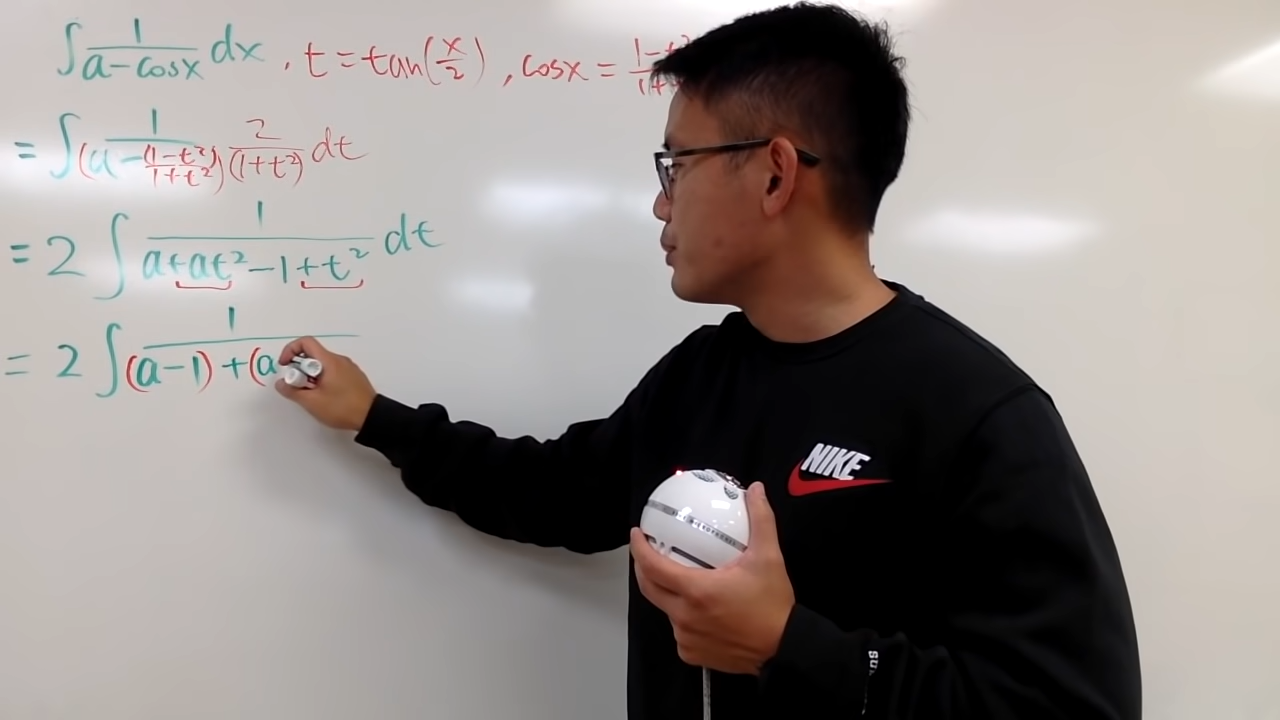 ∫ 1/(a-cosx) dx , t = tan(x/2) , cosx = 1-t²/1+
= ∫ 1/(a-(1-t²)/(1+t²)) 2/(1+t²) dt
= 2 ∫ 1/(a+at²-1+t²) dt
= 2 ∫ 1/((a-1)+(a
NIKE
SU